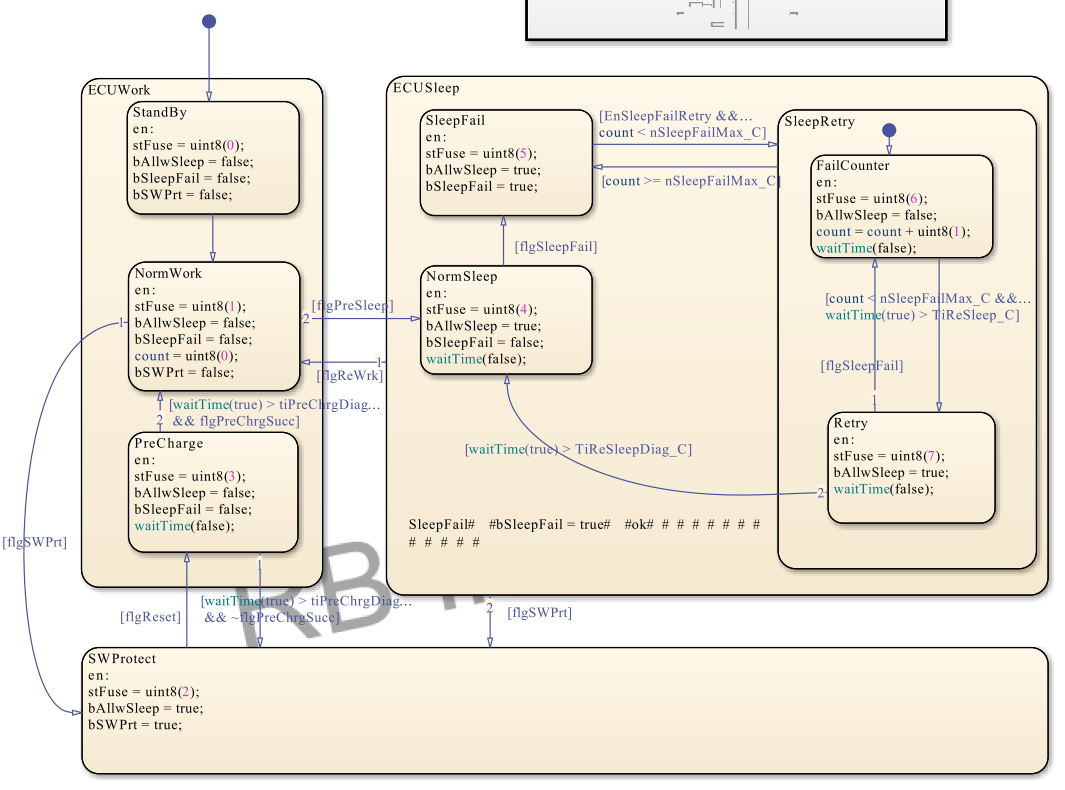 ECUWork
StandBy
en:
stFuse = uint8(0);
bAllwSleep = false;
bSleepFail = false;
bSWPrt = false;
NormWork
en:
stFuse = uint8(1);
bAllwSleep = false;
bSleepFail = false;
count = uint8(0);
bSWPrt = false;
1
2
[flgPreSleep]
1
[flgReWrk]
[waitTime(true) > tiPreChrgDiag...
2
&& flgPreChrgSucc]
PreCharge
en:
stFuse = uint8(3);
bAllwSleep = false;
bSleepFail = false;
waitTime(false);
[flgSWPrt]
1
[waitTime(true) > tiPreChrgDiag...
&& ~flgPreChrgSucc]
[flgReset]
ECUSleep
SleepFail
en:
stFuse = uint8(5);
bAllwSleep = true;
bSleepFail = true;
[EnSleepFailRetry &&...
count < nSleepFailMax_C]
[count >= nSleepFailMax_C]
[flgSleepFail]
NormSleep
en:
stFuse = uint8(4);
bAllwSleep = true;
bSleepFail = false;
waitTime(false);
[waitTime(true) > TiReSleepDiag_C]
SleepFail# #bSleepFail = true# #ok# # # # # # # #
# # # # #
SleepRetry
FailCounter
en:
stFuse = uint8(6);
bAllwSleep = false;
count = count + uint8(1);
waitTime(false);
[count < nSleepFailMax_C &&...
waitTime(true) > TiReSleep_C]
[flgSleepFail]
1
Retry
en:
stFuse = uint8(7);
bAllwSleep = true;
waitTime(false);
2
2
[flgSWPrt]
SWProtect
en:
stFuse = uint8(2);
bAllwSleep = true;
bSWPrt = true;